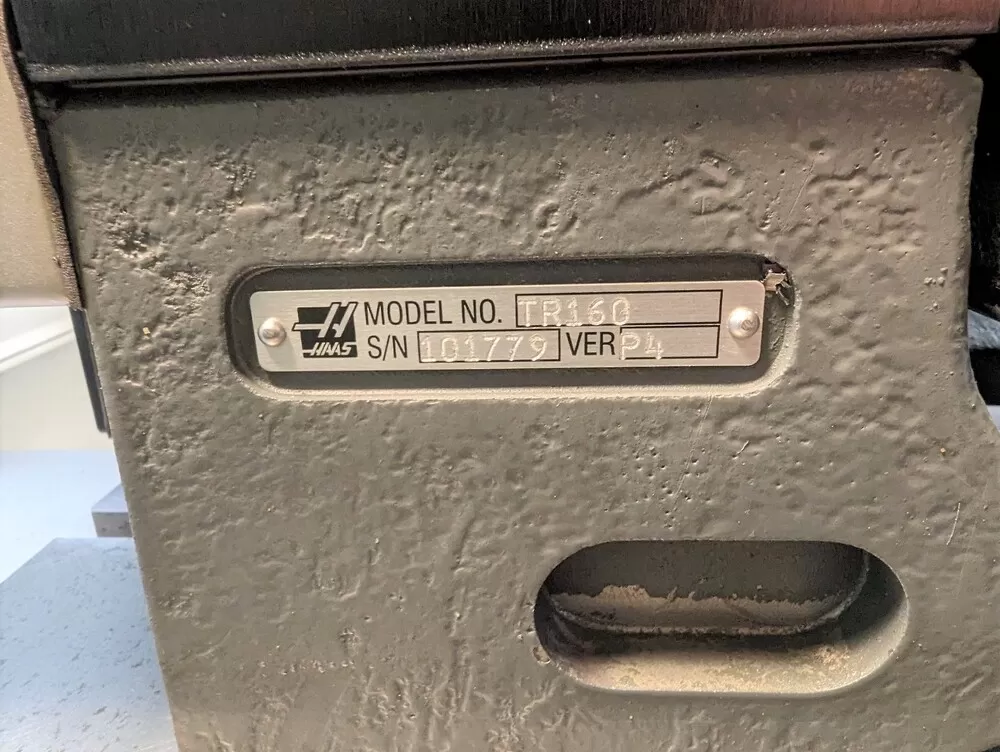 HAAS
MODEL NO. TR160
S/N 101779 VER P4